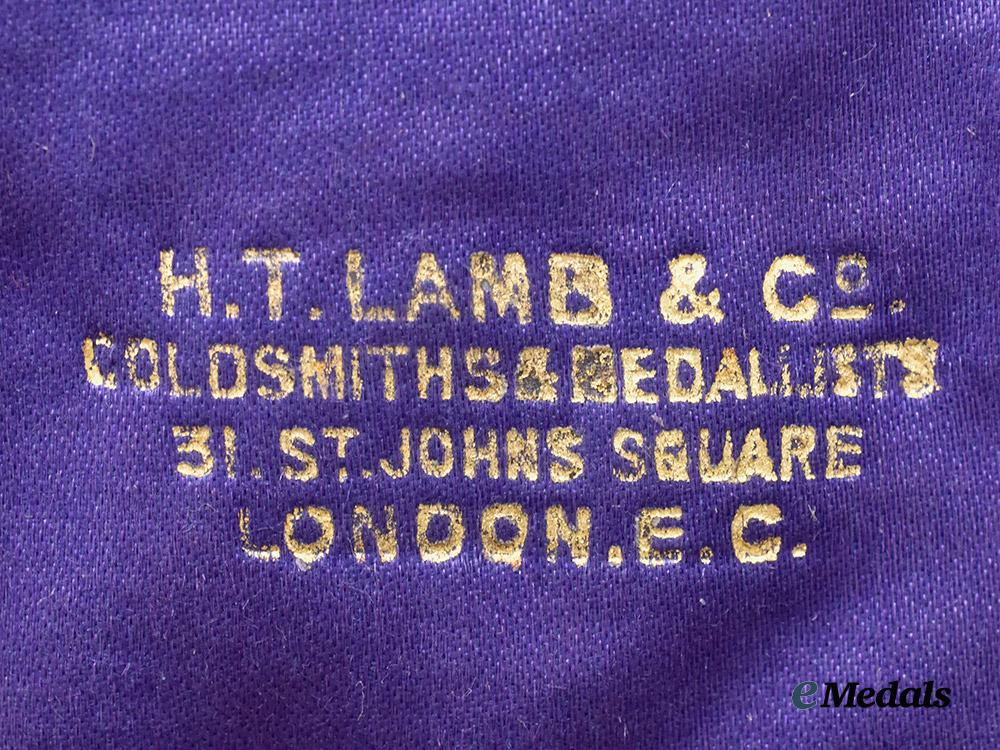 H.T. LAMB & Cº.
GOLDSMITHS & MEDALLISTS
31. ST. JOHNS SQUARE
LONDON. E.C.
eMedals